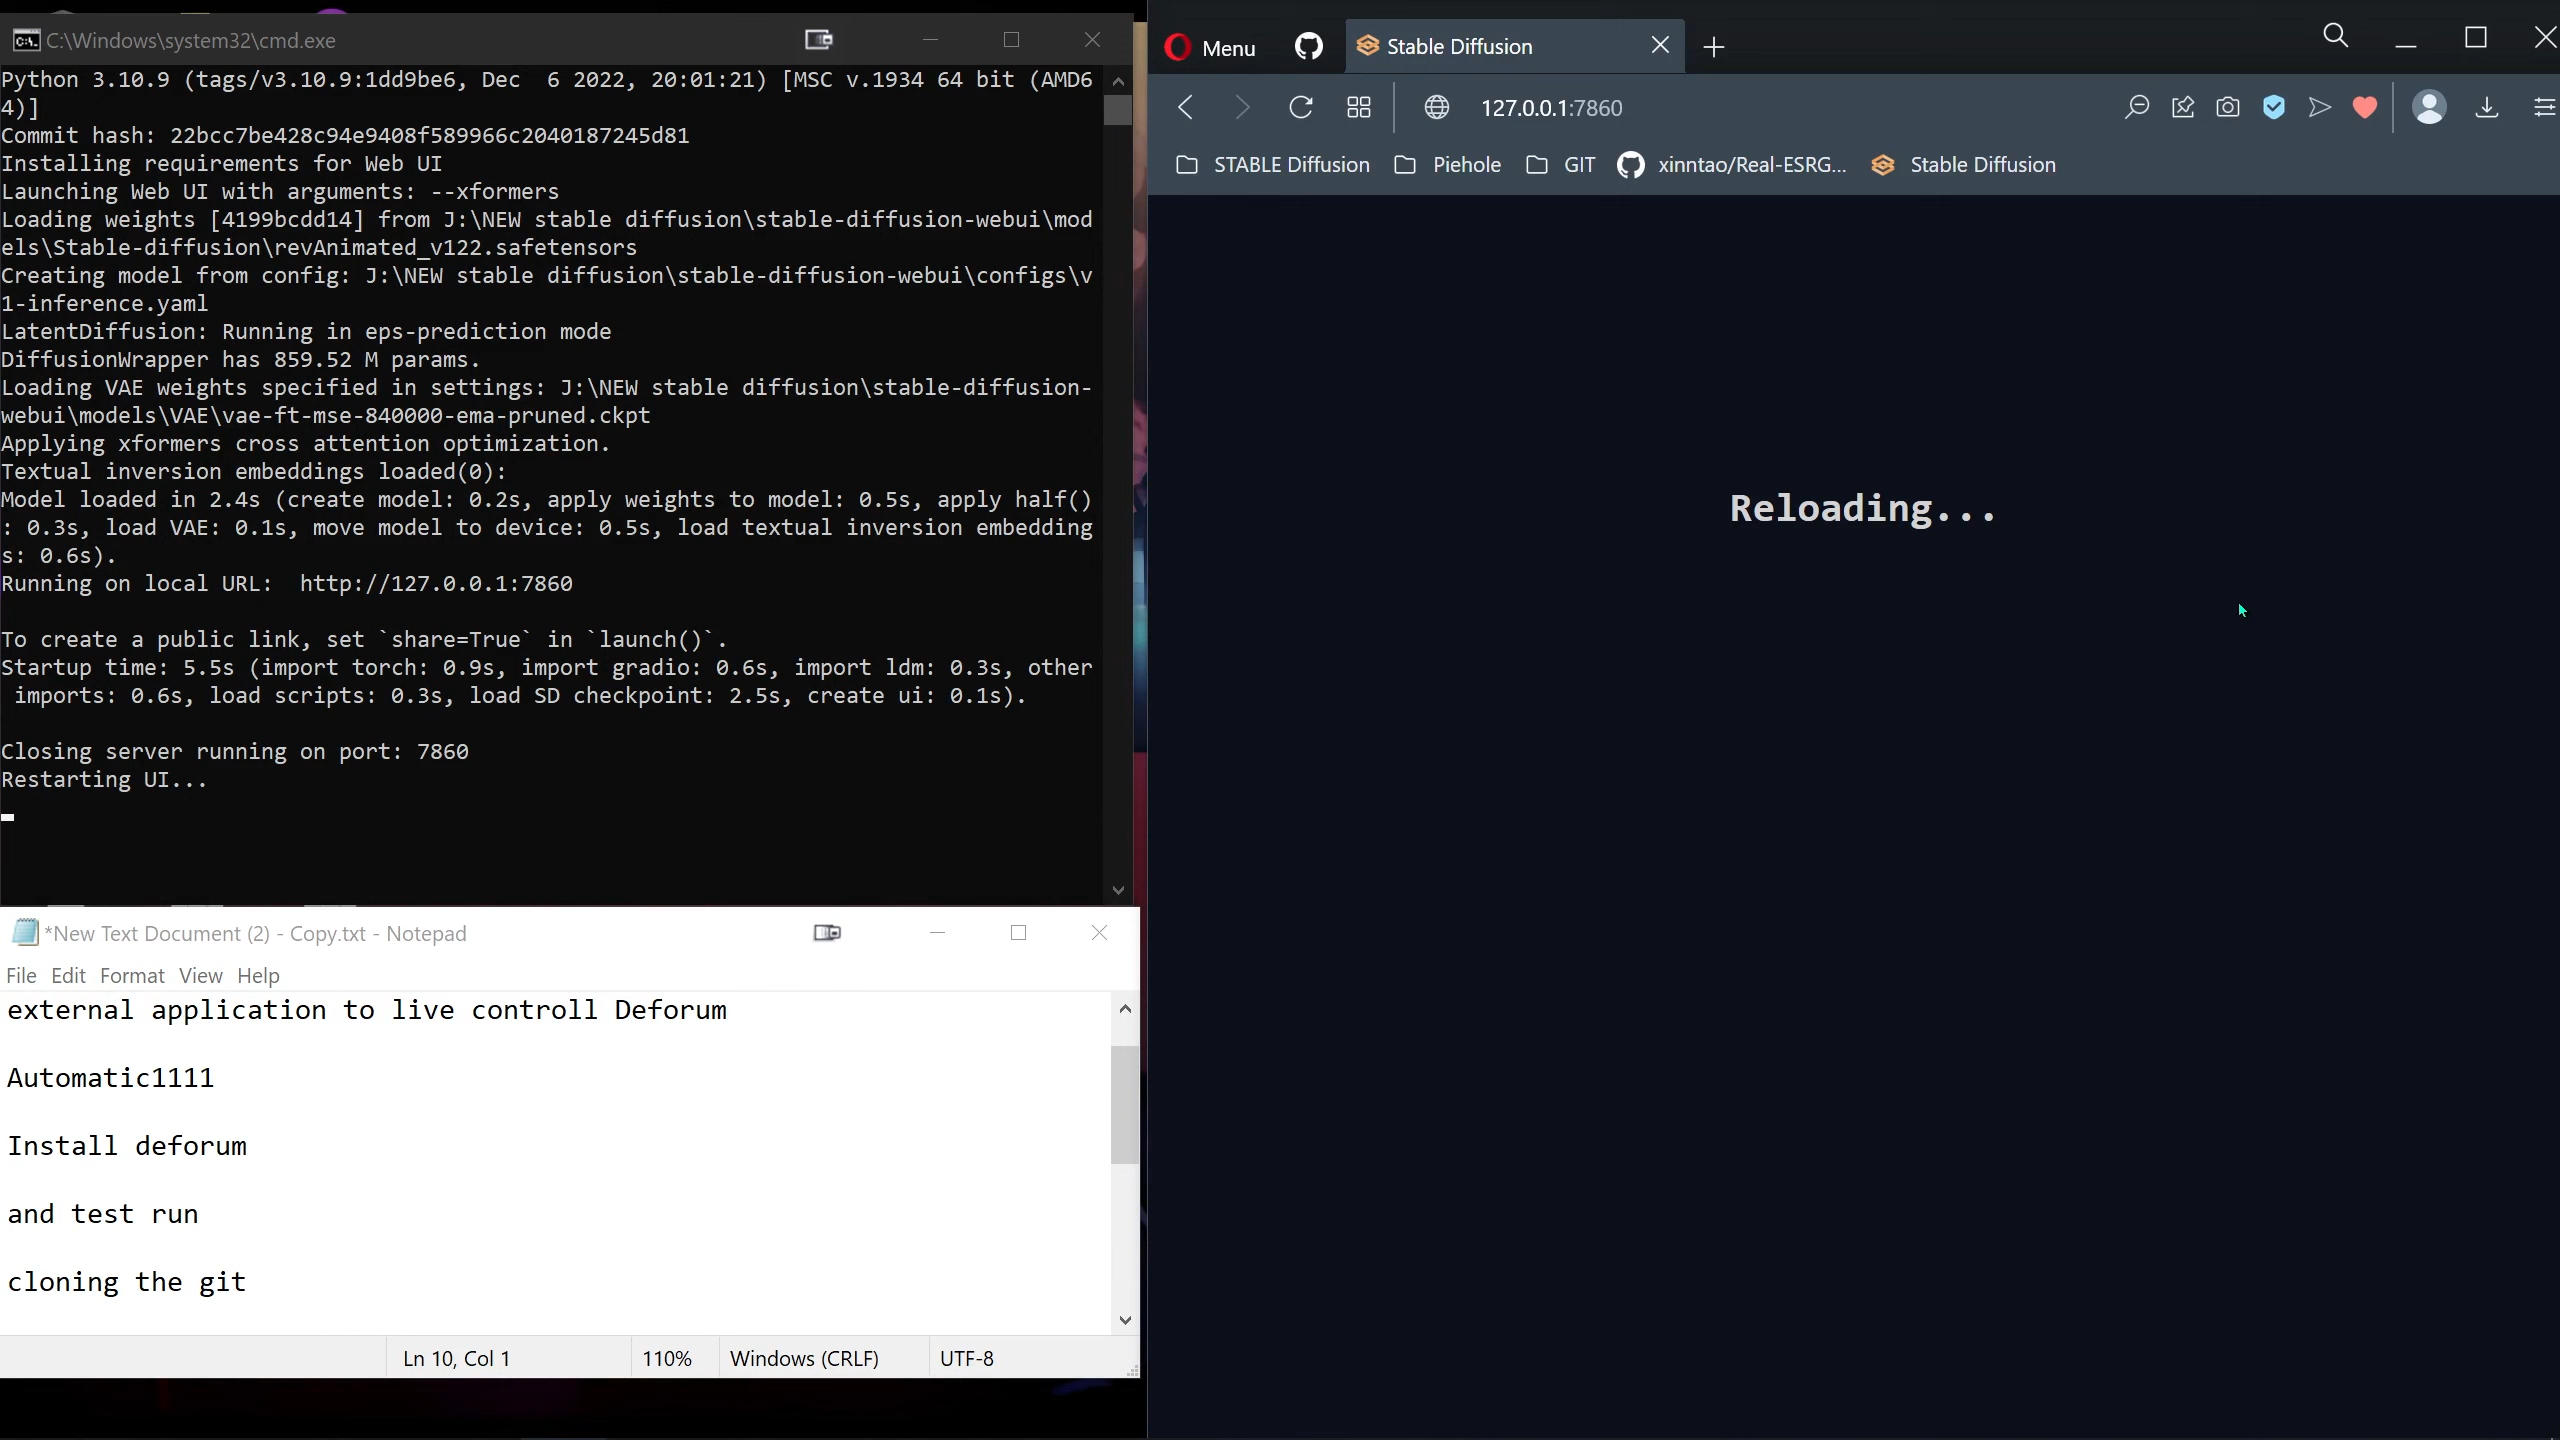 C:\Windows\system32\cmd.exe
Python 3.10.9 (tags/v3.10.9:1dd9be6, Dec  6 2022, 20:01:21) [MSC v.1934 64 bit (AMD6
4)]
Commit hash: 22bcc7be428c94e9408f589966c2040187245d81
Installing requirements for Web UI
Launching Web UI with arguments: --xformers
Loading weights [4199bcdd14] from J:\NEW stable diffusion\stable-diffusion-webui\mod
els\Stable-diffusion\revAnimated_v122.safetensors
Creating model from config: J:\NEW stable diffusion\stable-diffusion-webui\configs\v
1-inference.yaml
LatentDiffusion: Running in eps-prediction mode
DiffusionWrapper has 859.52 M params.
Loading VAE weights specified in settings: J:\NEW stable diffusion\stable-diffusion-
webui\models\VAE\vae-ft-mse-840000-ema-pruned.ckpt
Applying xformers cross attention optimization.
Textual inversion embeddings loaded(0):
Model loaded in 2.4s (create model: 0.2s, apply weights to model: 0.5s, apply half()
: 0.3s, load VAE: 0.1s, move model to device: 0.5s, load textual inversion embedding
s: 0.6s).
Running on local URL:  http://127.0.0.1:7860
To create a public link, set `share=True` in `launch()`.
Startup time: 5.5s (import torch: 0.9s, import gradio: 0.6s, import ldm: 0.3s, other
 imports: 0.6s, load scripts: 0.3s, load SD checkpoint: 2.5s, create ui: 0.1s).
Closing server running on port: 7860
Restarting UI...
*New Text Document (2) - Copy.txt - Notepad
File Edit Format View Help
external application to live controll Deforum
Automatic1111
Install deforum
and test run
cloning the git
Ln 10, Col 1 110% Windows (CRLF) UTF-8
Menu Stable Diffusion
127.0.0.1:7860
STABLE Diffusion Piehole GIT xinntao/Real-ESRG... Stable Diffusion
Reloading...